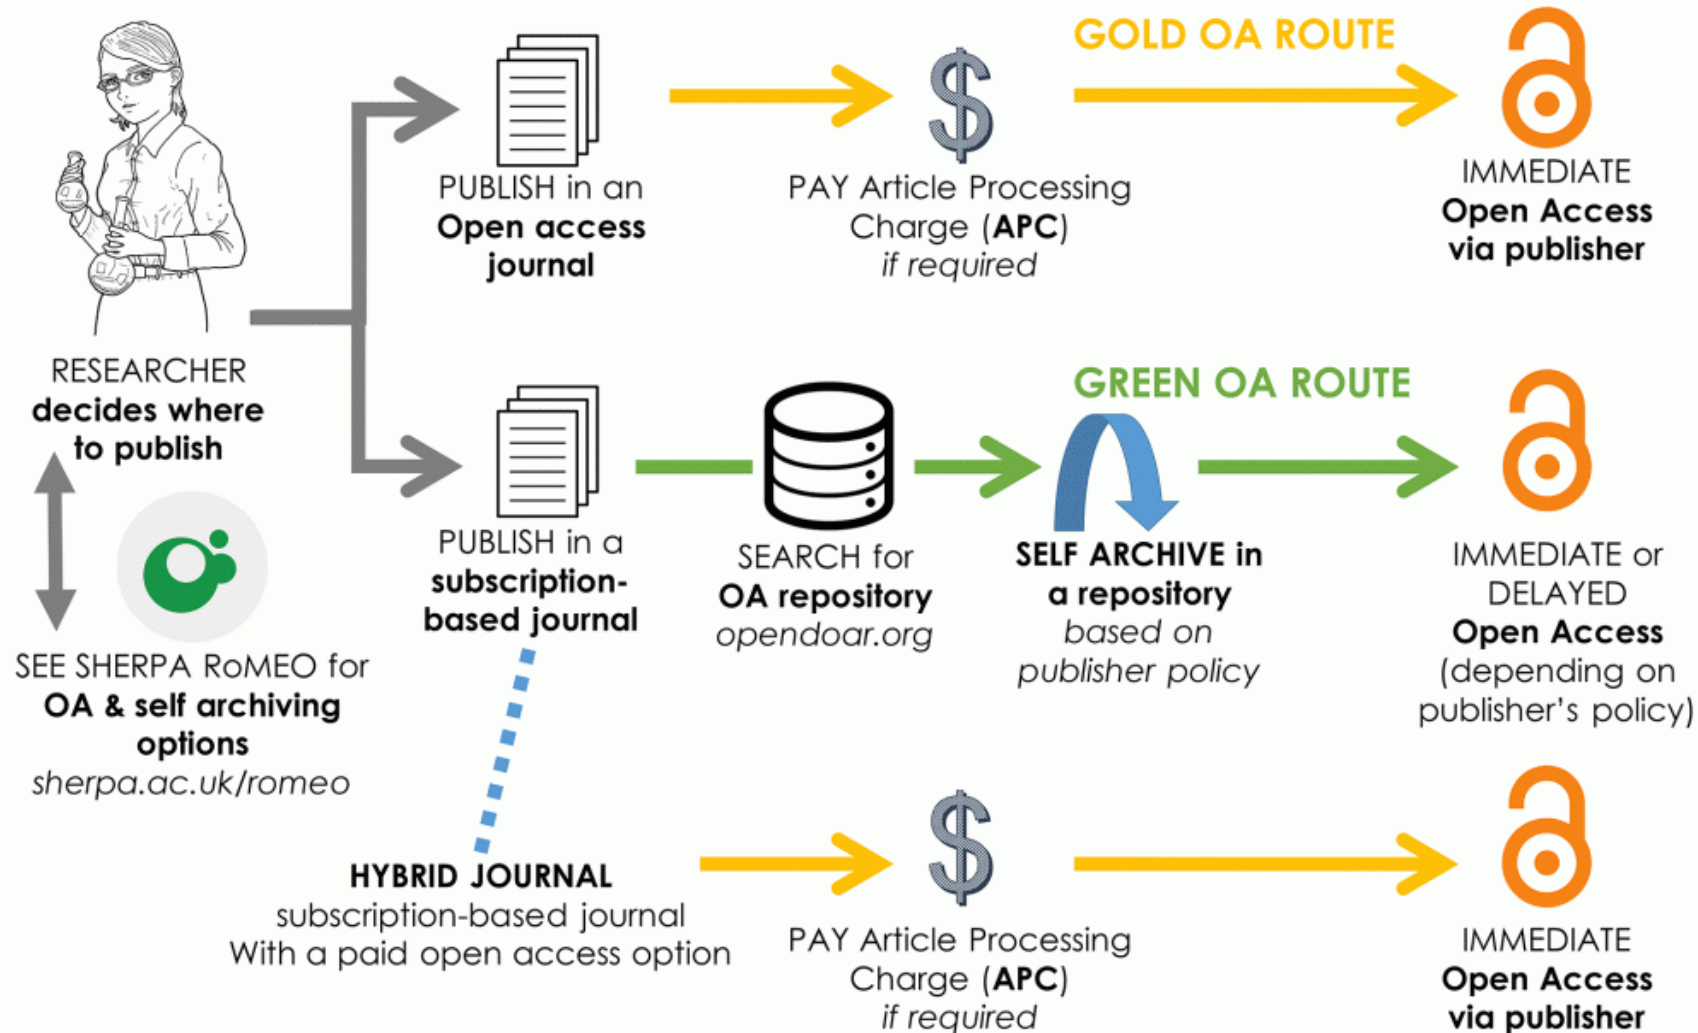 GOLD OA ROUTE
PUBLISH in an
Open access
journal
PAY Article Processing
Charge (APC)
if required
IMMEDIATE
Open Access
via publisher
RESEARCHER
decides where
to publish
SEE SHERPA RoMEO for
OA & self archiving
options
sherpa.ac.uk/romeo
GREEN OA ROUTE
PUBLISH in a
subscription-
based journal
SEARCH for
OA repository
opendoar.org
SELF ARCHIVE in
a repository
based on
publisher policy
IMMEDIATE or
DELAYED
Open Access
(depending on
publisher's policy)
HYBRID JOURNAL
subscription-based journal
With a paid open access option
PAY Article Processing
Charge (APC)
if required
IMMEDIATE
Open Access
via publisher